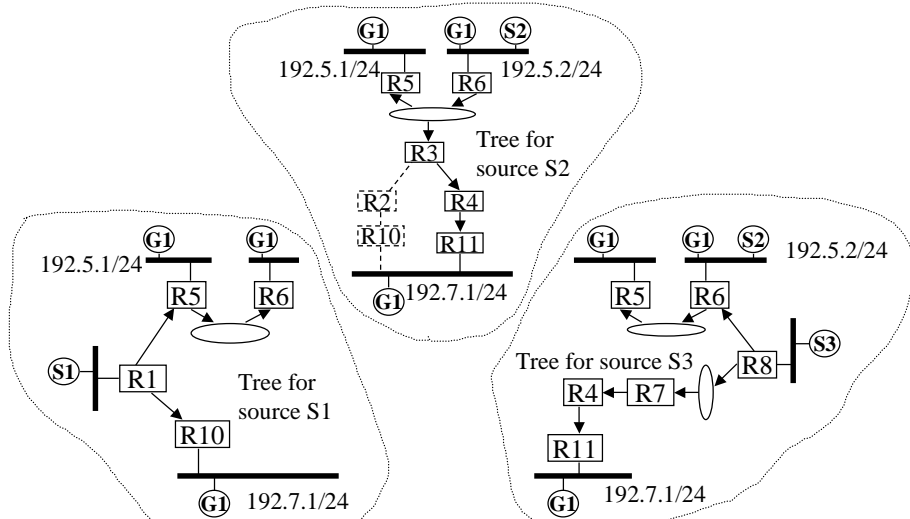 G1 G1 S2
192.5.1/24 192.5.2/24
R5 R6
Tree for
source S2
R3
R2 R4
R10 R11
192.7.1/24
G1
G1 G1
192.5.1/24
R5 R6
S1 R1
Tree for
source S1
R10
192.7.1/24
G1
G1 G1 S2
192.5.2/24
R5 R6
S3
Tree for source S3
R8
R4 R7
R11
192.7.1/24
G1